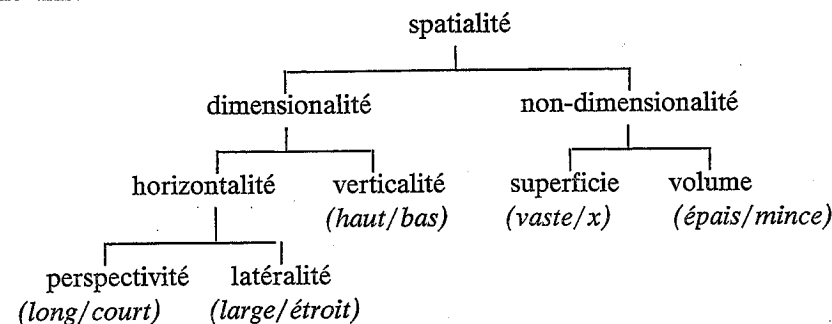 spatialité
dimensionalité non-dimensionalité
horizontalité verticalité superficie volume
(haut/bas) (vaste/x) (épais/mince)
perspectivité latéralité
(long/court) (large/étroit)